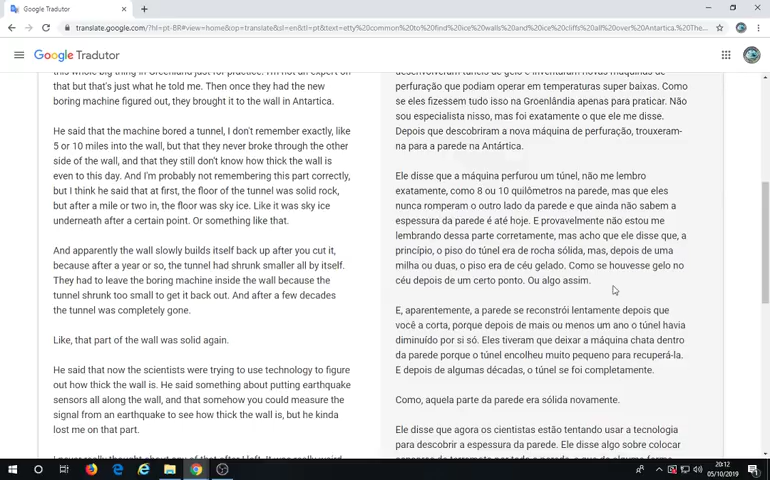 Google Tradutor
translate.google.com.br/?hl=pt-BR#view=home&op=translate&sl=en&tl=pt&text=etty%20common%20to%20find%20ice%20walls%20and%20ice%20cliffs%20all%20over%20Antartica.%20The...
Google Tradutor
this whole big thing in Greenland just for practice. I'm not an expert on
that but that's just what he told me. Then once they had the new
boring machine figured out, they brought it to the wall in Antartica.
He said that the machine bored a tunnel, I don't remember exactly, like
5 or 10 miles into the wall, but that they never broke through the other
side of the wall, and that they still don't know how thick the wall is
even to this day. And I'm probably not remembering this part correctly,
but I think he said that at first, the floor of the tunnel was solid rock,
but after a mile or two in, the floor was sky ice. Like it was sky ice
underneath after a certain point. Or something like that.
And apparently the wall slowly builds itself back up after you cut it,
because after a year or so, the tunnel had shrunk smaller all by itself.
They had to leave the boring machine inside the wall because the
tunnel shrunk too small to get it back out. And after a few decades
the tunnel was completely gone.
Like, that part of the wall was solid again.
He said that now the scientists were trying to use technology to figure
out how thick the wall is. He said something about putting earthquake
sensors all along the wall, and that somehow you could measure the
signal from an earthquake to see how thick the wall is, but he kinda
lost me on that part.
I never really thought about any of that after I left. It was really weird
desenvolveram túneis de gelo e inventaram novas máquinas de
perfuração que podiam operar em temperaturas super baixas. Como
se eles fizessem tudo isso na Groenlândia apenas para praticar. Não
sou especialista nisso, mas foi exatamente o que ele me disse.
Depois que descobriram a nova máquina de perfuração, trouxeram-
na para a parede na Antártica.
Ele disse que a máquina perfurou um túnel, não me lembro
exatamente, como 8 ou 10 quilômetros na parede, mas que eles
nunca romperam o outro lado da parede e que ainda não sabem a
espessura da parede é até hoje. E provavelmente não estou me
lembrando dessa parte corretamente, mas acho que ele disse que, a
princípio, o piso do túnel era de rocha sólida, mas, depois de uma
milha ou duas, o piso era de céu gelado. Como se houvesse gelo no
céu depois de um certo ponto. Ou algo assim.
E, aparentemente, a parede se reconstrói lentamente depois que
você a corta, porque depois de mais ou menos um ano o túnel havia
diminuído por si só. Eles tiveram que deixar a máquina chata dentro
da parede porque o túnel encolheu muito pequeno para recuperá-la.
E depois de algumas décadas, o túnel se foi completamente.
Como, aquela parte da parede era sólida novamente.
Ele disse que agora os cientistas estão tentando usar a tecnologia
para descobrir a espessura da parede. Ele disse algo sobre colocar
20:12
05/10/2019